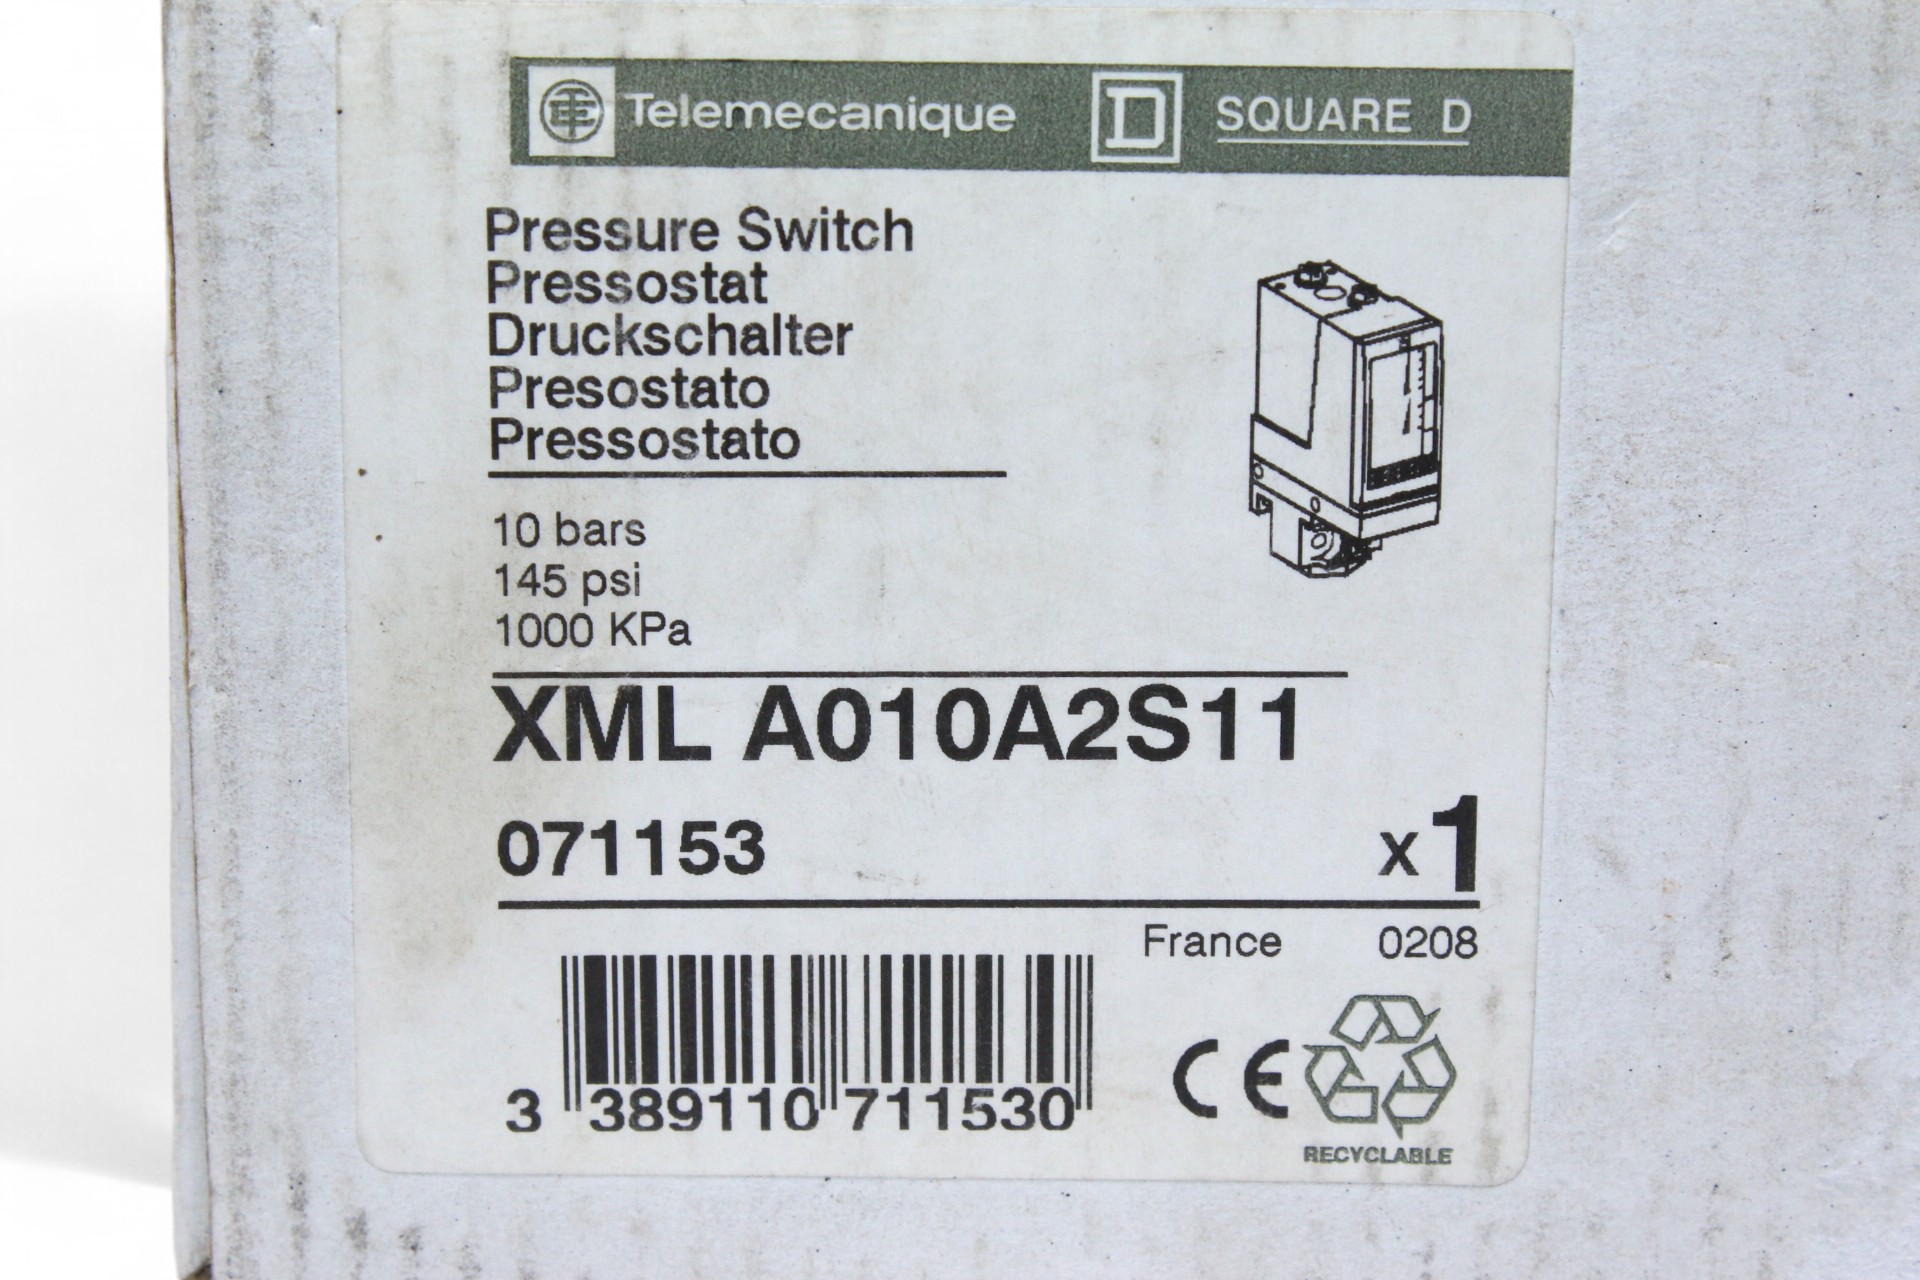 Telemecanique D SQUARE D
Pressure Switch
Pressostat
Druckschalter
Presostato
Pressostato
10 bars
145 psi
1000 KPa
XML A010A2S11
071153 x1
France 0208
3 389110 711530
CE
RECYCLABLE